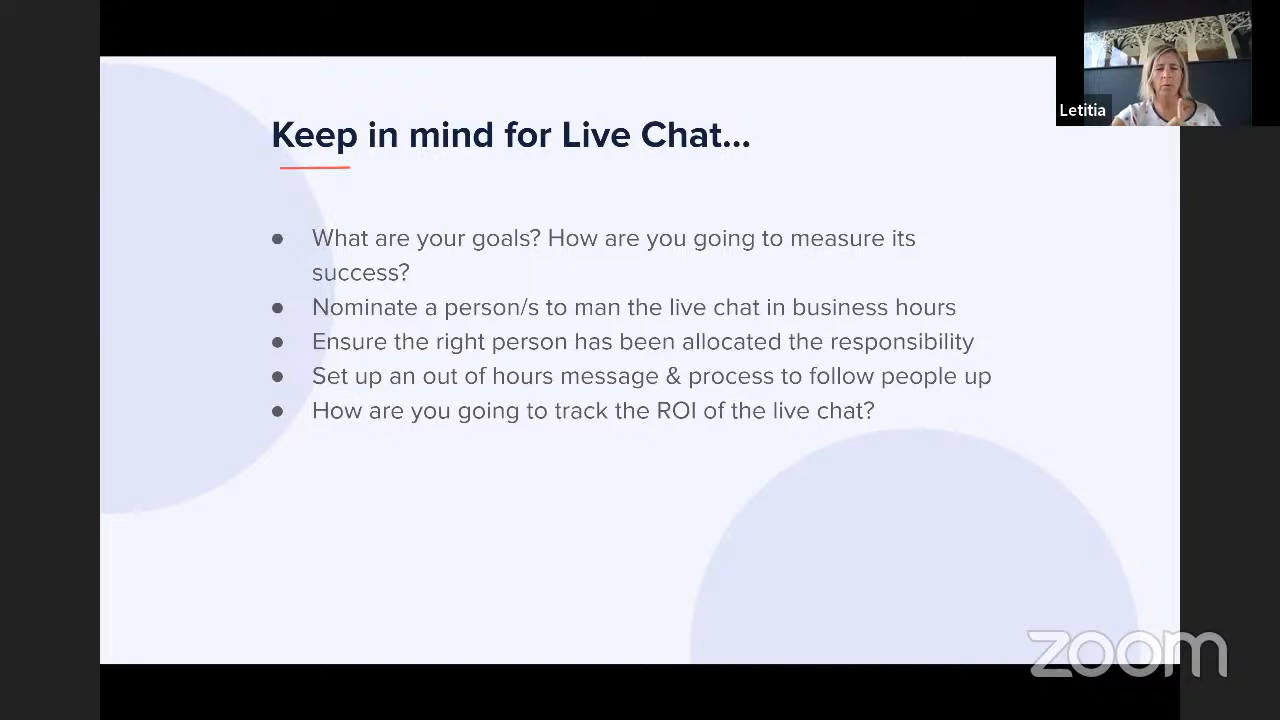 Letitia
Keep in mind for Live Chat...
● What are your goals? How are you going to measure its
success?
● Nominate a person/s to man the live chat in business hours
● Ensure the right person has been allocated the responsibility
● Set up an out of hours message & process to follow people up
● How are you going to track the ROI of the live chat?
zoom